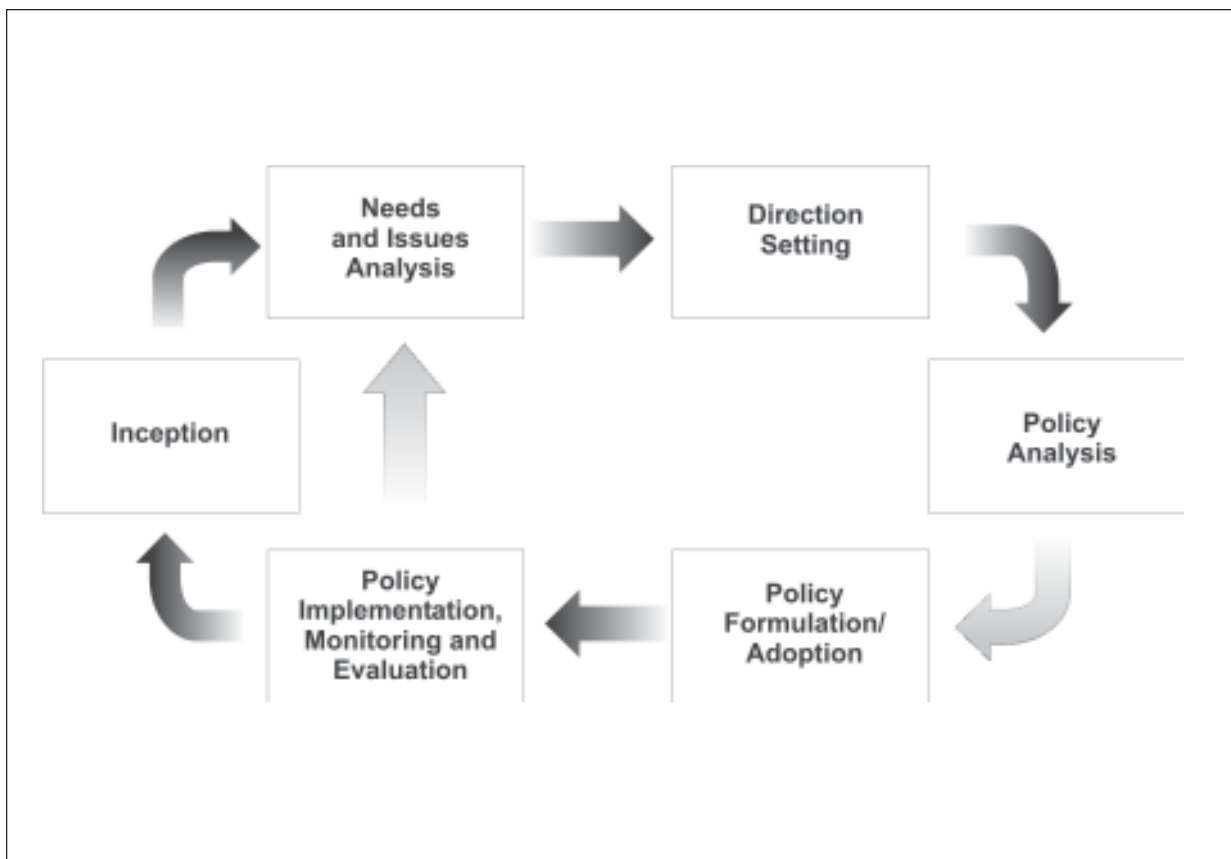 Needs
and Issues
Analysis
Direction
Setting
Inception
Policy
Analysis
Policy
Implementation,
Monitoring and
Evaluation
Policy
Formulation/
Adoption